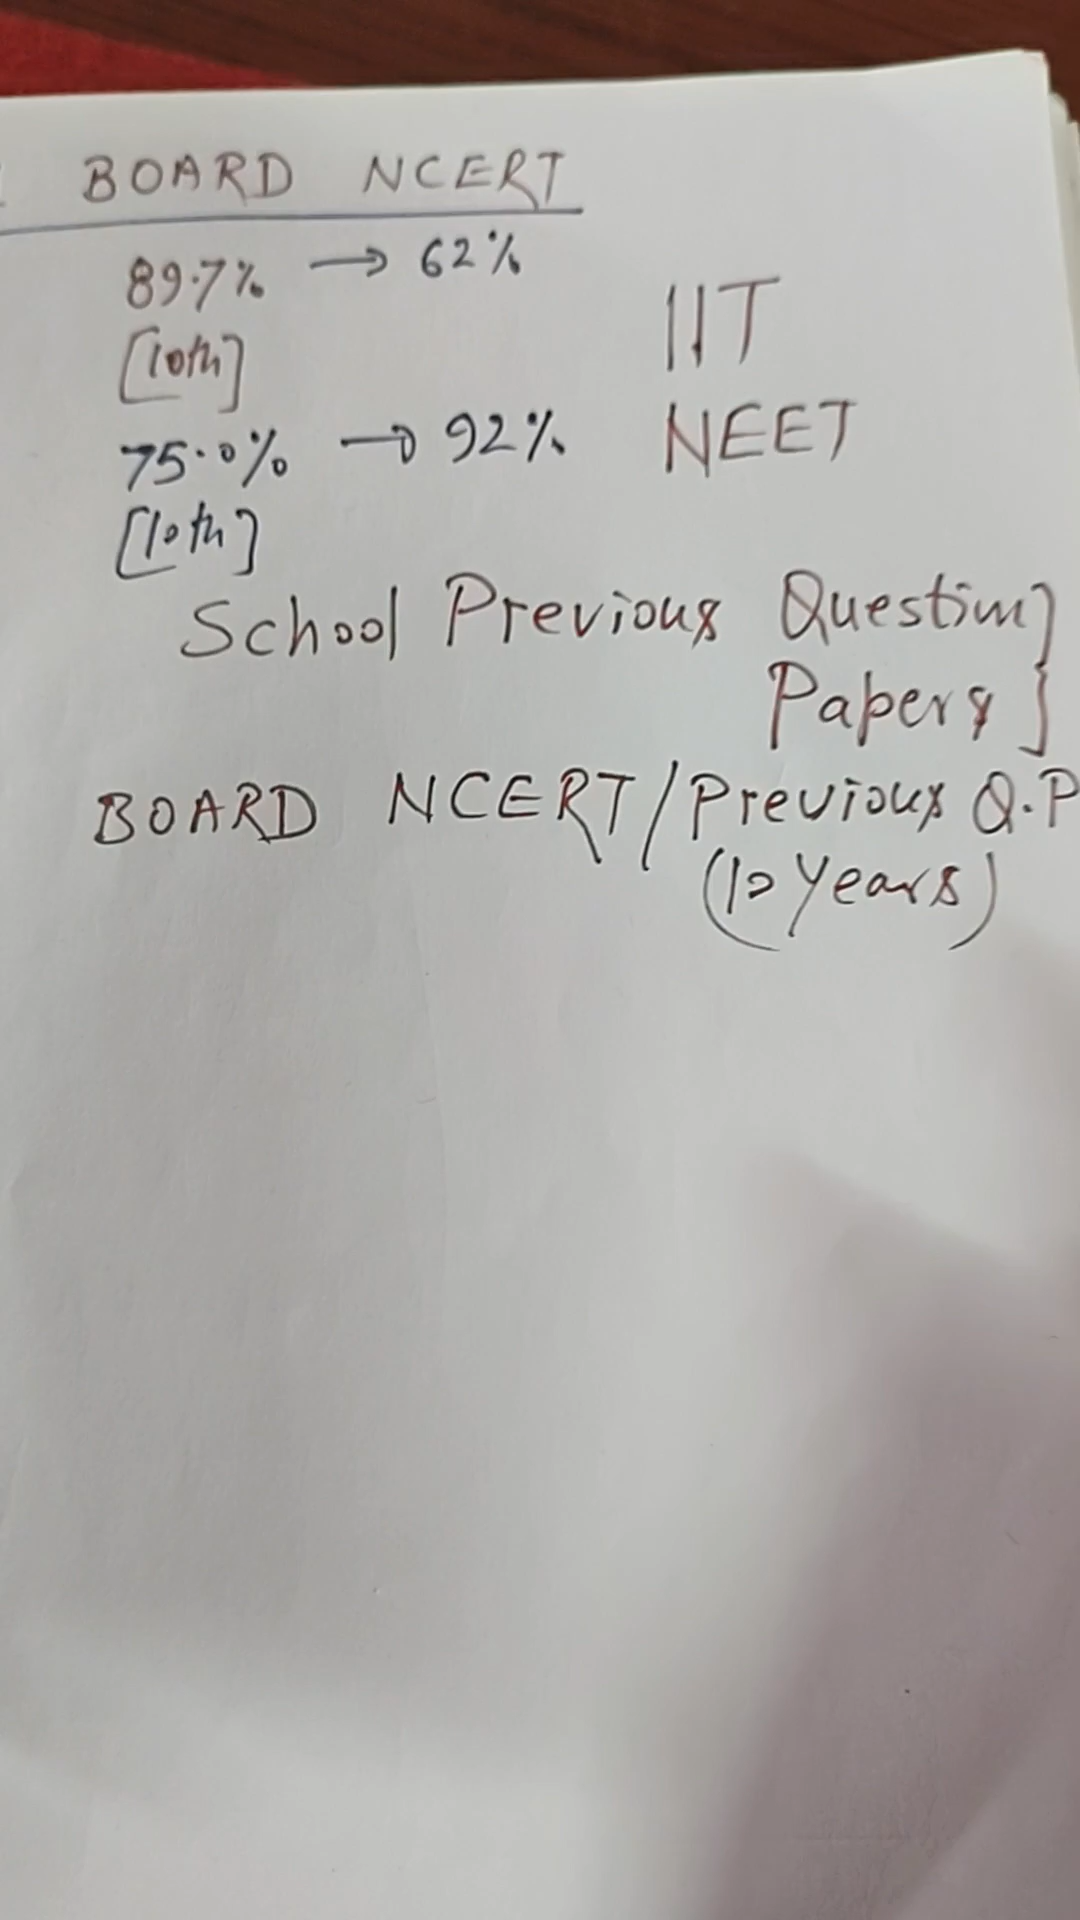 BOARD NCERT
89.7% → 62%
[10th]
IIT
75.0% → 92%
NEET
[10th]
School Previous Question]
Papers]
BOARD NCERT/Previous Q.P
(10 Years)